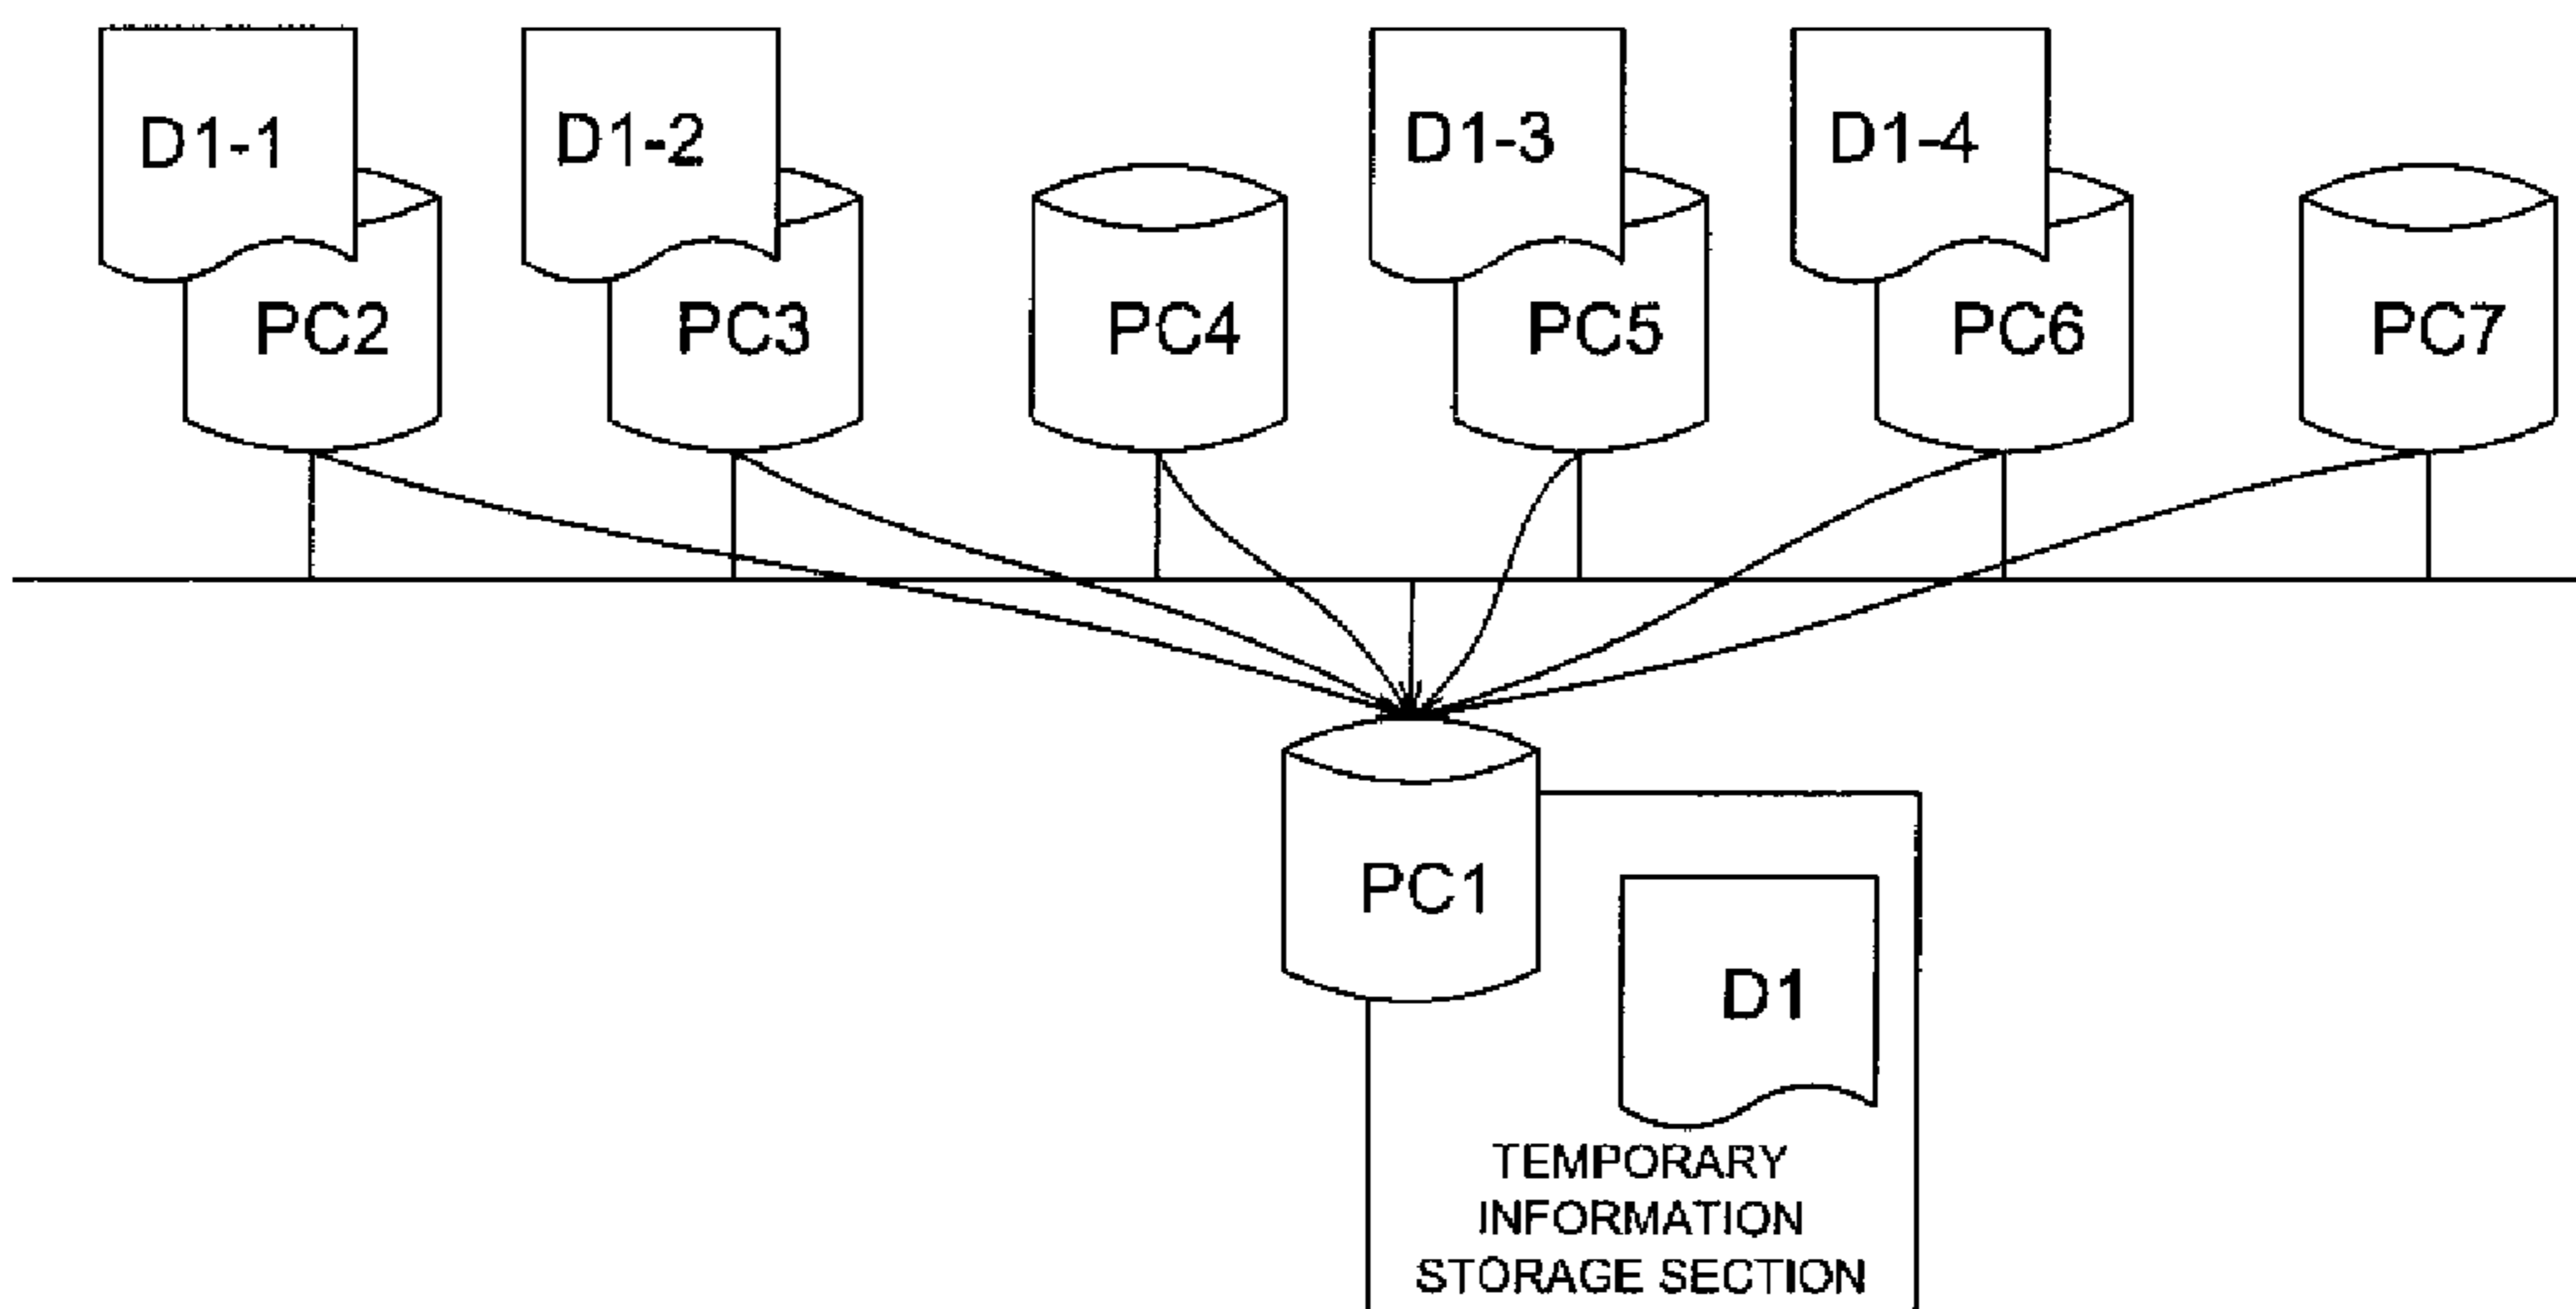 D1-1
D1-2
D1-3
D1-4
PC2
PC3
PC4
PC5
PC6
PC7
PC1
D1
TEMPORARY
INFORMATION
STORAGE SECTION